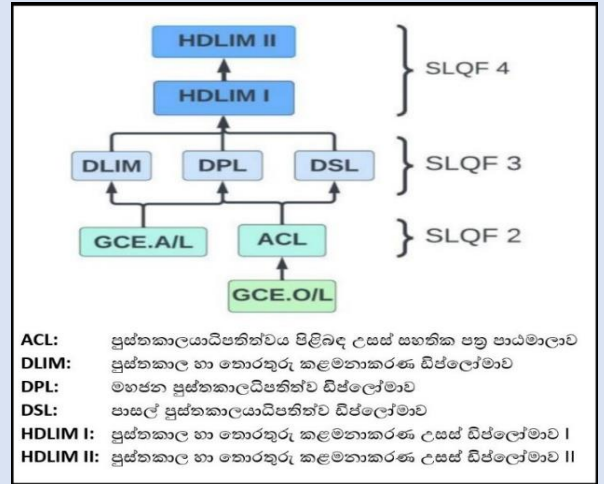 HDLIM II
SLQF 4
HDLIM I
DLIM DPL DSL SLQF 3
GCE.A/L ACL SLQF 2
GCE.O/L
ACL: පුස්තකාලයාධිපතිත්වය පිළිබඳ උසස් සහතික පත්‍ර පාඨමාලාව
DLIM: පුස්තකාල හා තොරතුරු කළමනාකරණ ඩිප්ලෝමාව
DPL: මහජන පුස්තකාලධිපතිත්ව ඩිප්ලෝමාව
DSL: පාසල් පුස්තකාලයාධිපතිත්ව ඩිප්ලෝමාව
HDLIM I: පුස්තකාල හා තොරතුරු කළමනාකරණ උසස් ඩිප්ලෝමාව I
HDLIM II: පුස්තකාල හා තොරතුරු කළමනාකරණ උසස් ඩිප්ලෝමාව II